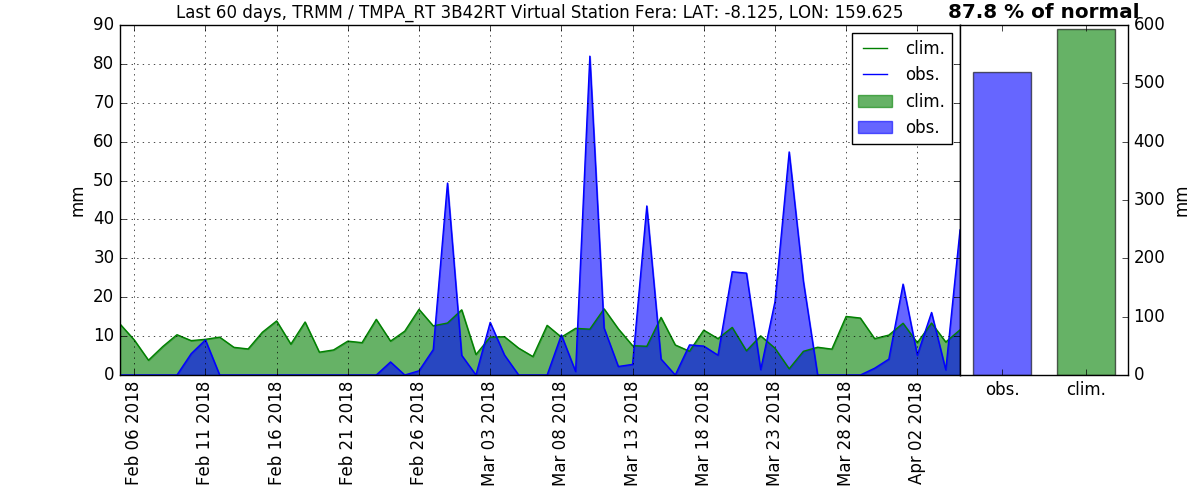 Last 60 days, TRMM / TMPA_RT 3B42RT Virtual Station Fera: LAT: -8.125, LON: 159.625
87.8 % of normal
90
80
70
60
50
40
30
20
10
0
mm
clim.
obs.
clim.
obs.
600
500
400
300
200
100
0
mm
obs.
clim.
Feb 06 2018
Feb 11 2018
Feb 16 2018
Feb 21 2018
Feb 26 2018
Mar 03 2018
Mar 08 2018
Mar 13 2018
Mar 18 2018
Mar 23 2018
Mar 28 2018
Apr 02 2018